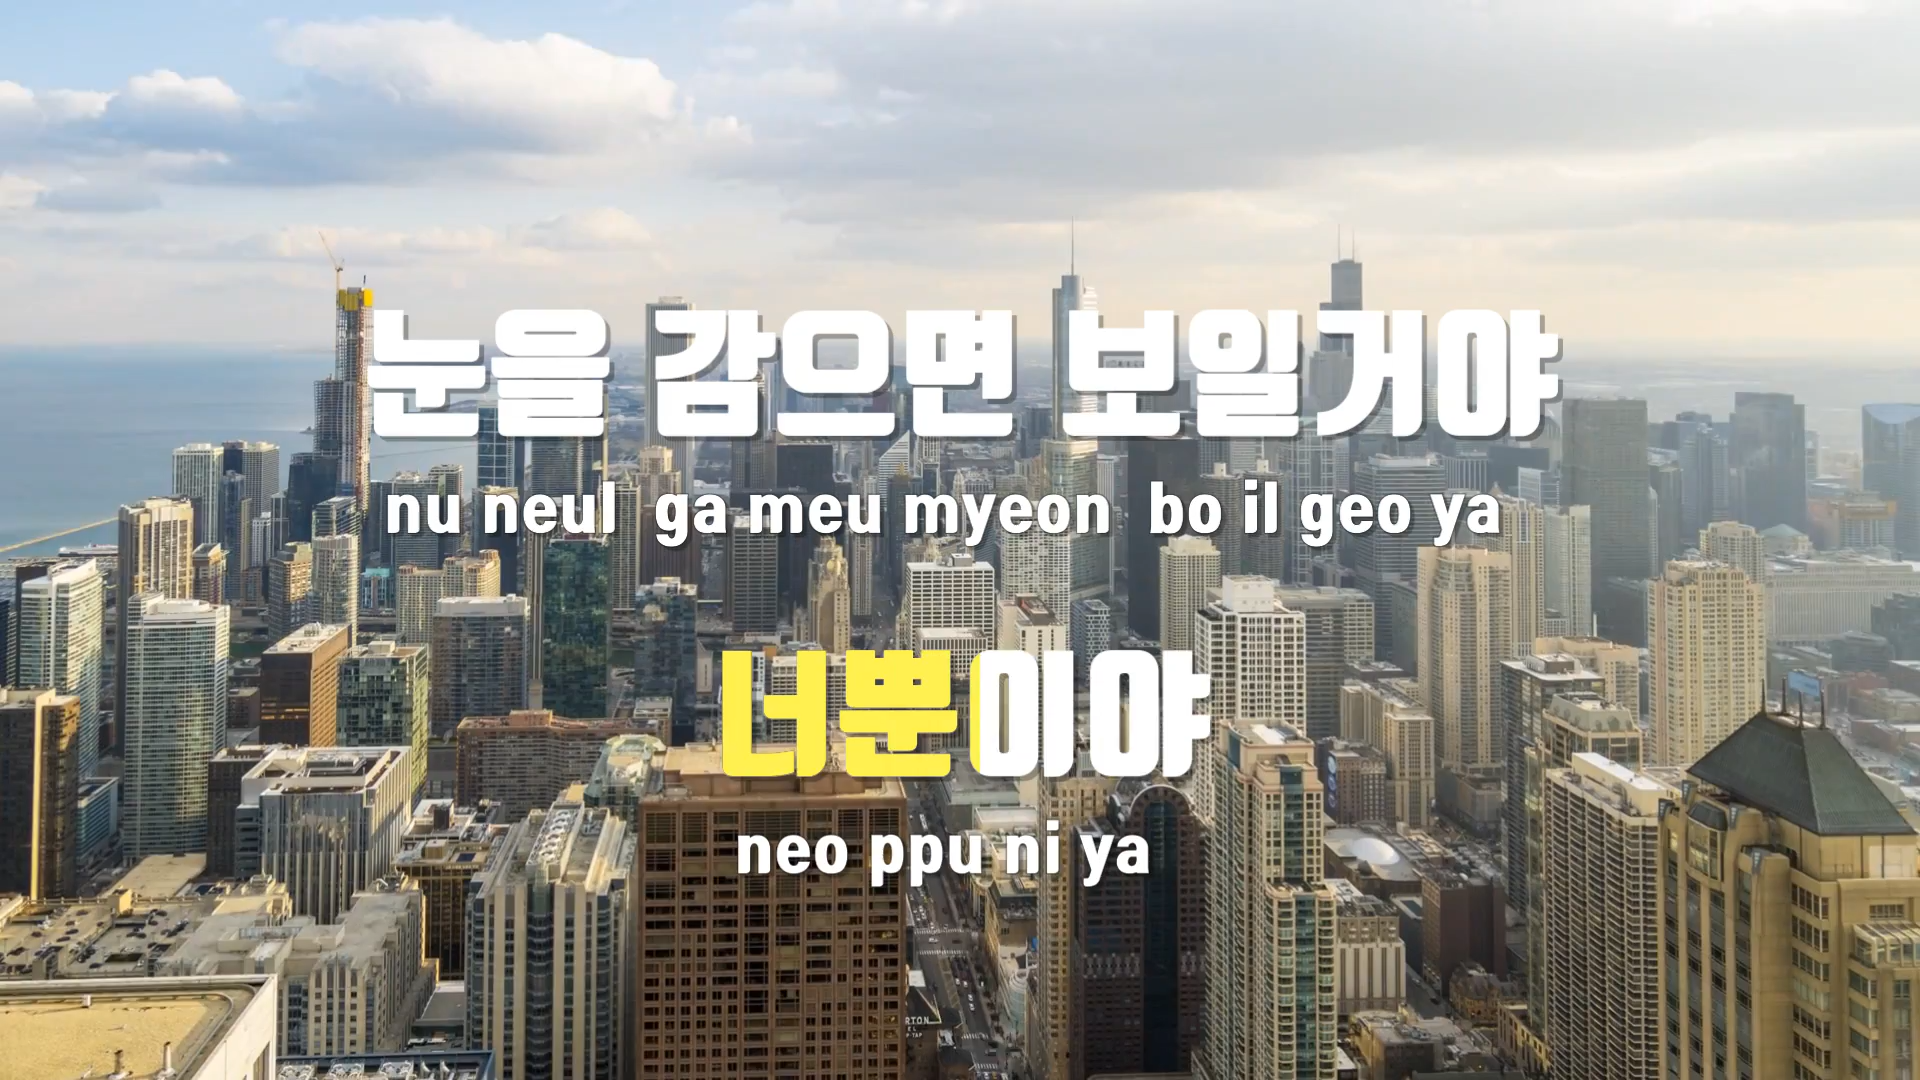 눈을 감으면 보일거야
nu neul ga meu myeon bo il geo ya
너뿐이야
neo ppu ni ya